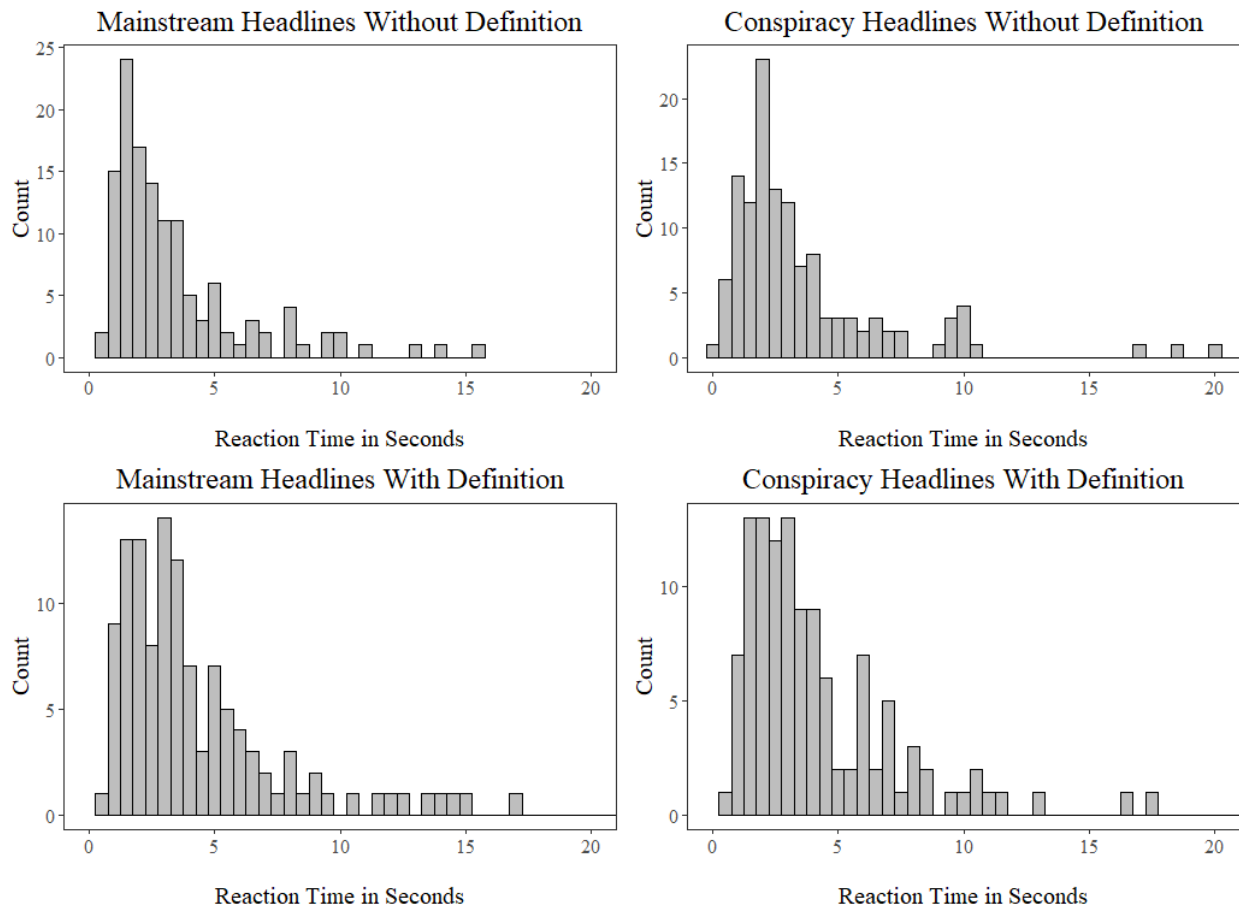 Mainstream Headlines Without Definition
25
20
15
10
5
0
Count
0 5 10 15 20
Reaction Time in Seconds
Conspiracy Headlines Without Definition
20
15
10
5
0
Count
0 5 10 15 20
Reaction Time in Seconds
Mainstream Headlines With Definition
10
5
0
Count
0 5 10 15 20
Reaction Time in Seconds
Conspiracy Headlines With Definition
10
5
0
Count
0 5 10 15 20
Reaction Time in Seconds